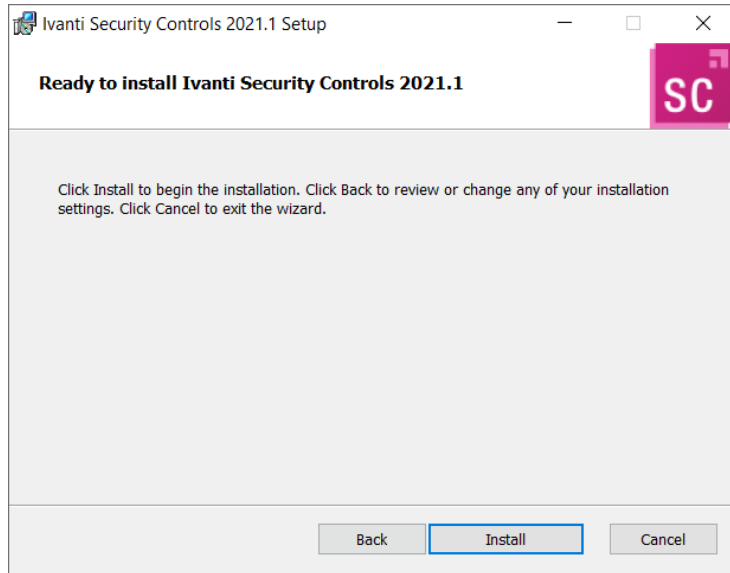 Ivanti Security Controls 2021.1 Setup
Ready to install Ivanti Security Controls 2021.1
SC
Click Install to begin the installation. Click Back to review or change any of your installation
settings. Click Cancel to exit the wizard.
Back
Install
Cancel